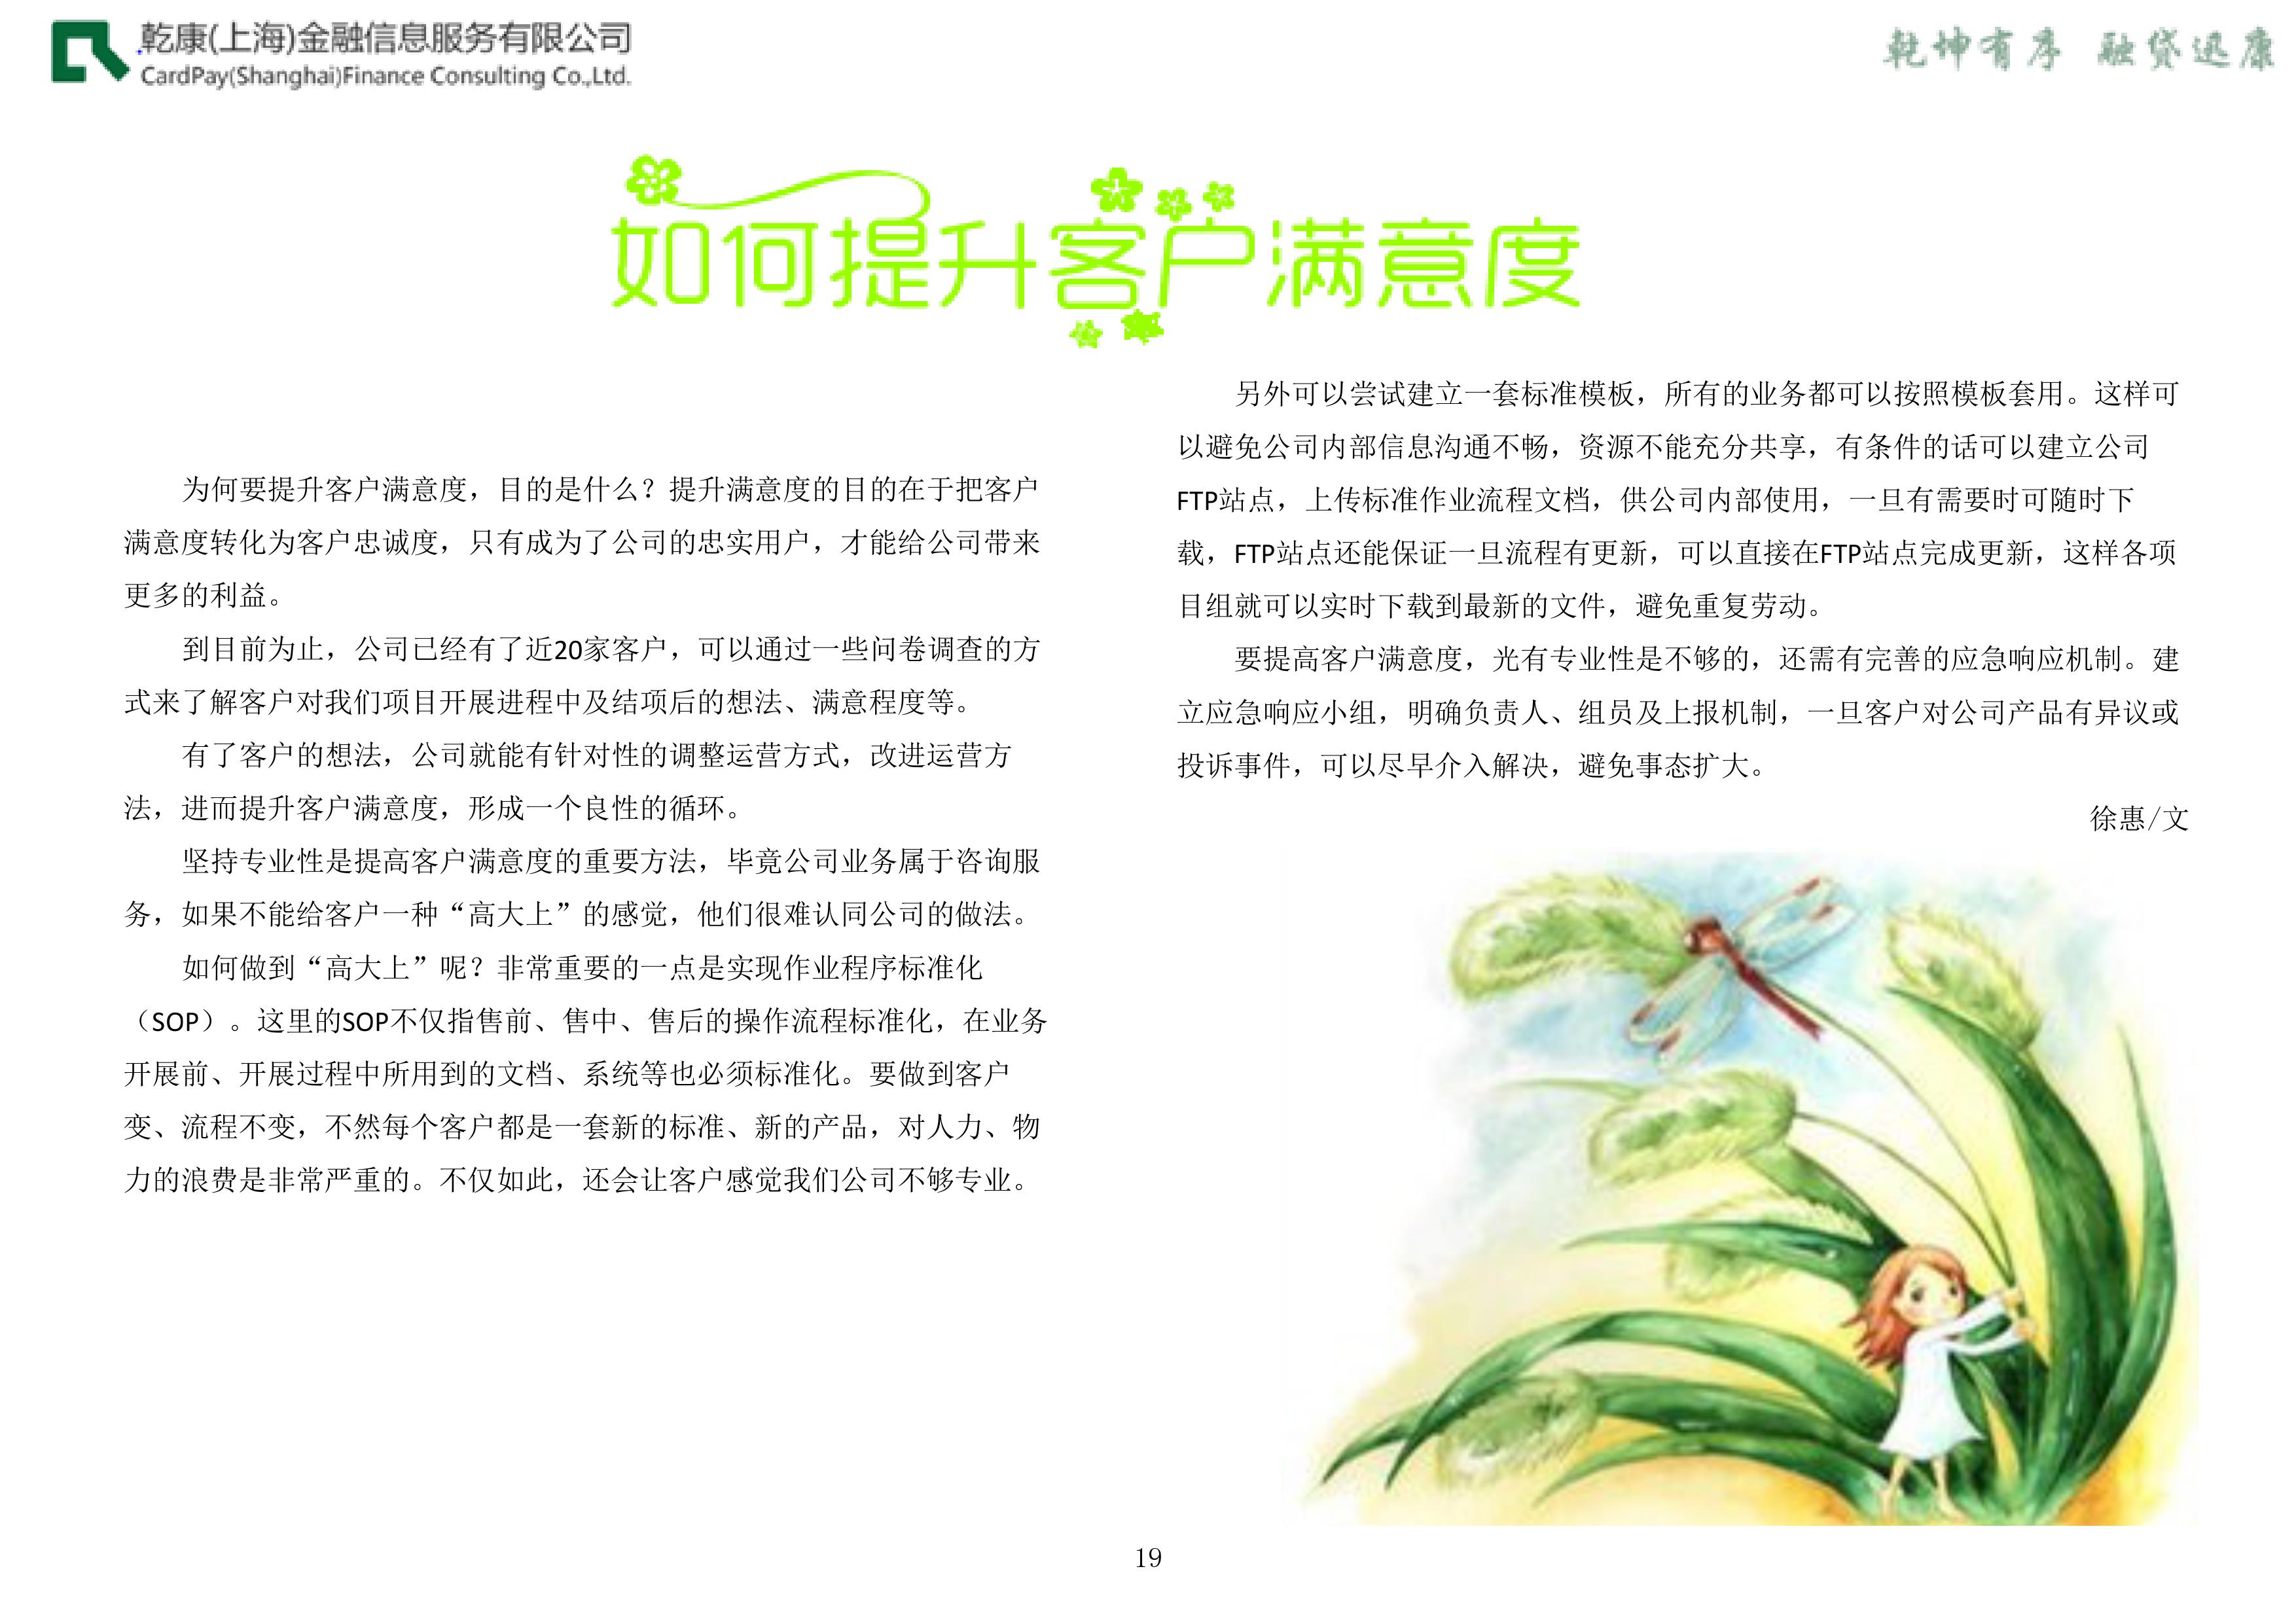 乾康(上海)金融信息服务有限公司
CardPay(Shanghai)Finance Consulting Co.,Ltd.
乾坤有序 融贷迅康
如何提升客户满意度
为何要提升客户满意度，目的是什么？提升满意度的目的在于把客户
满意度转化为客户忠诚度，只有成为了公司的忠实用户，才能给公司带来
更多的利益。
到目前为止，公司已经有了近20家客户，可以通过一些问卷调查的方
式来了解客户对我们项目开展进程中及结项后的想法、满意程度等。
有了客户的想法，公司就能有针对性的调整运营方式，改进运营方
法，进而提升客户满意度，形成一个良性的循环。
坚持专业性是提高客户满意度的重要方法，毕竟公司业务属于咨询服
务，如果不能给客户一种“高大上”的感觉，他们很难认同公司的做法。
如何做到“高大上”呢？非常重要的一点是实现作业程序标准化
（SOP）。这里的SOP不仅指售前、售中、售后的操作流程标准化，在业务
开展前、开展过程中所用到的文档、系统等也必须标准化。要做到客户
变、流程不变，不然每个客户都是一套新的标准、新的产品，对人力、物
力的浪费是非常严重的。不仅如此，还会让客户感觉我们公司不够专业。
另外可以尝试建立一套标准模板，所有的业务都可以按照模板套用。这样可
以避免公司内部信息沟通不畅，资源不能充分共享，有条件的话可以建立公司
FTP站点，上传标准作业流程文档，供公司内部使用，一旦有需要时可随时下
载，FTP站点还能保证一旦流程有更新，可以直接在FTP站点完成更新，这样各项
目组就可以实时下载到最新的文件，避免重复劳动。
要提高客户满意度，光有专业性是不够的，还需有完善的应急响应机制。建
立应急响应小组，明确负责人、组员及上报机制，一旦客户对公司产品有异议或
投诉事件，可以尽早介入解决，避免事态扩大。
徐惠/文
19